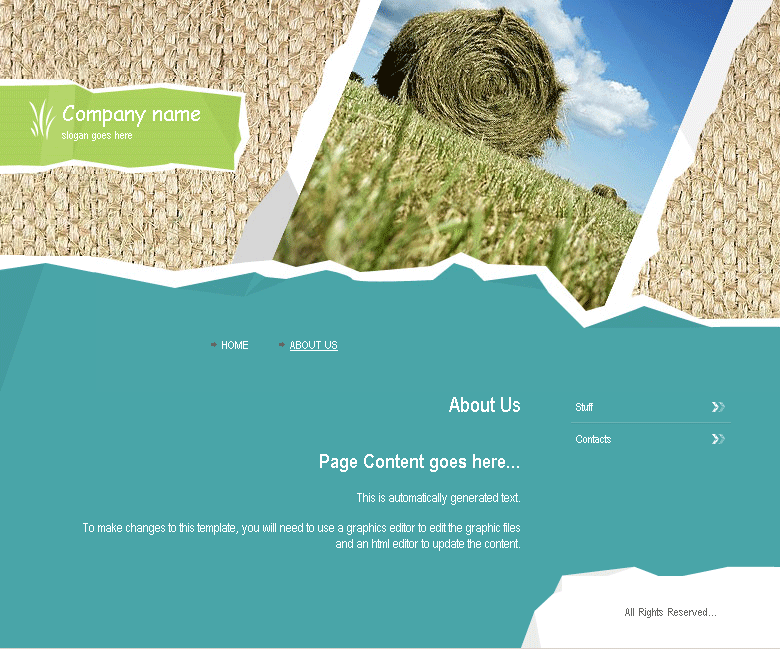 Company name
slogan goes here
HOME
ABOUT US
About Us
Page Content goes here...
This is automatically generated text.
To make changes to this template, you will need to use a graphics editor to edit the graphic files
and an html editor to update the content.
Stuff
Contacts
All Rights Reserved...